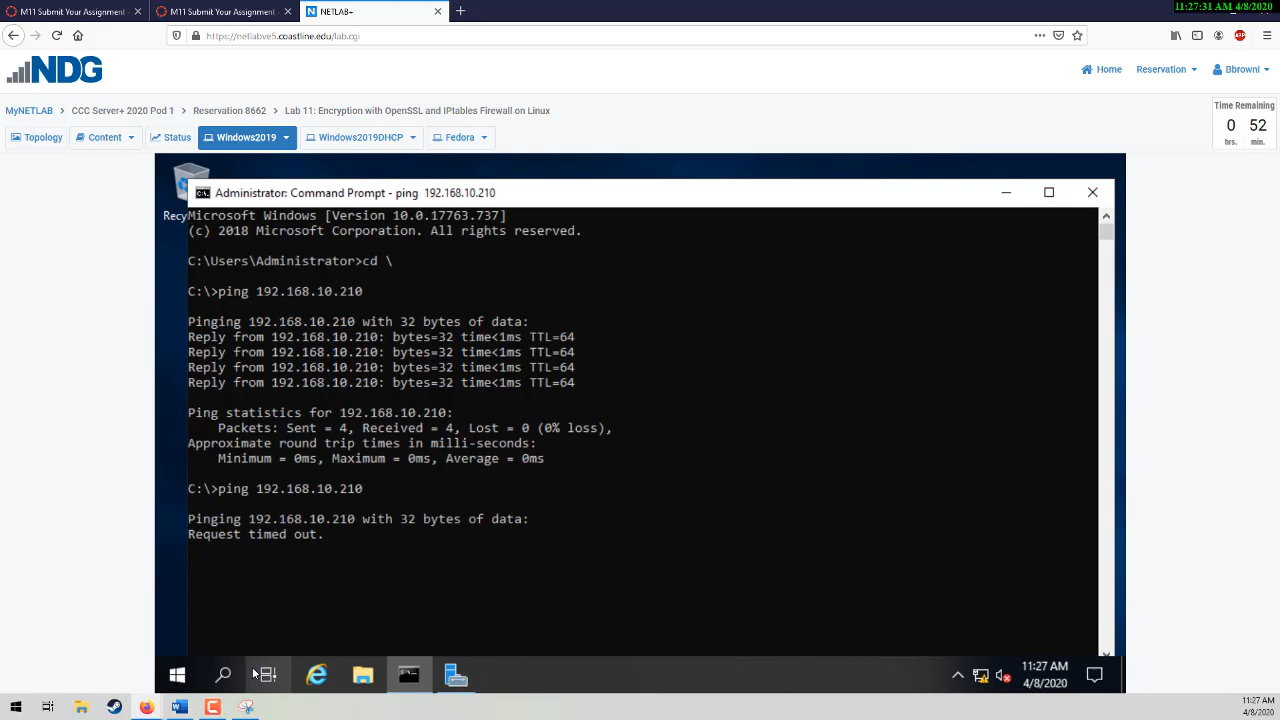 M11 Submit Your Assignment -
M11 Submit Your Assignment -
NETLAB+
11:27:31 AM 4/8/2020
https://netlabve5.coastline.edu/lab.cgi
NDG
Home
Reservation
Bbrownl
MyNETLAB
CCC Server+ 2020 Pod 1
Reservation 8662
Lab 11: Encryption with OpenSSL and IPtables Firewall on Linux
Time Remaining
0 52
hrs. min.
Topology
Content
Status
Windows2019
Windows2019DHCP
Fedora
Administrator: Command Prompt - ping 192.168.10.210
Recy
Microsoft Windows [Version 10.0.17763.737]
(c) 2018 Microsoft Corporation. All rights reserved.
C:\Users\Administrator>cd \
C:\>ping 192.168.10.210
Pinging 192.168.10.210 with 32 bytes of data:
Reply from 192.168.10.210: bytes=32 time<1ms TTL=64
Reply from 192.168.10.210: bytes=32 time<1ms TTL=64
Reply from 192.168.10.210: bytes=32 time<1ms TTL=64
Reply from 192.168.10.210: bytes=32 time<1ms TTL=64
Ping statistics for 192.168.10.210:
Packets: Sent = 4, Received = 4, Lost = 0 (0% loss),
Approximate round trip times in milli-seconds:
Minimum = 0ms, Maximum = 0ms, Average = 0ms
C:\>ping 192.168.10.210
Pinging 192.168.10.210 with 32 bytes of data:
Request timed out.
11:27 AM
4/8/2020
11:27 AM
4/8/2020